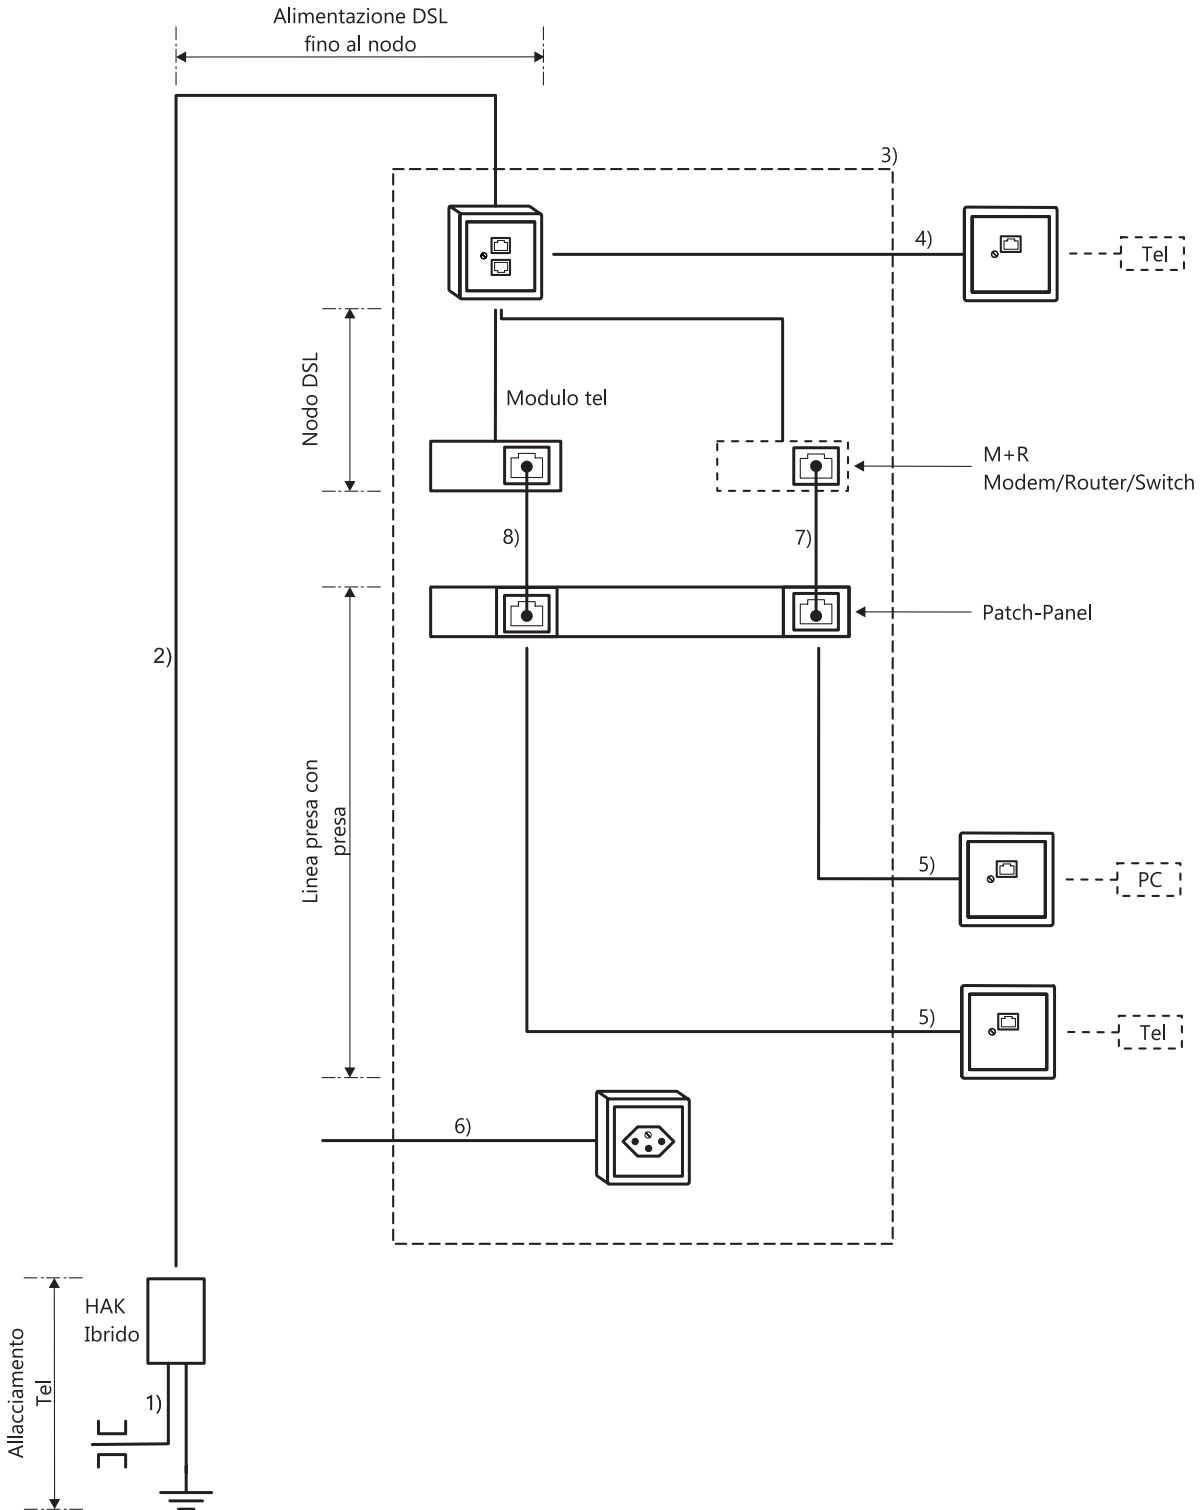 Alimentazione DSL
fino al nodo
3)
4)
Tel
Nodo DSL
Modulo tel
M+R
Modem/Router/Switch
8)
7)
Patch-Panel
2)
Linea presa con
presa
5)
PC
5)
Tel
6)
HAK
Ibrido
Allacciamento
Tel
1)